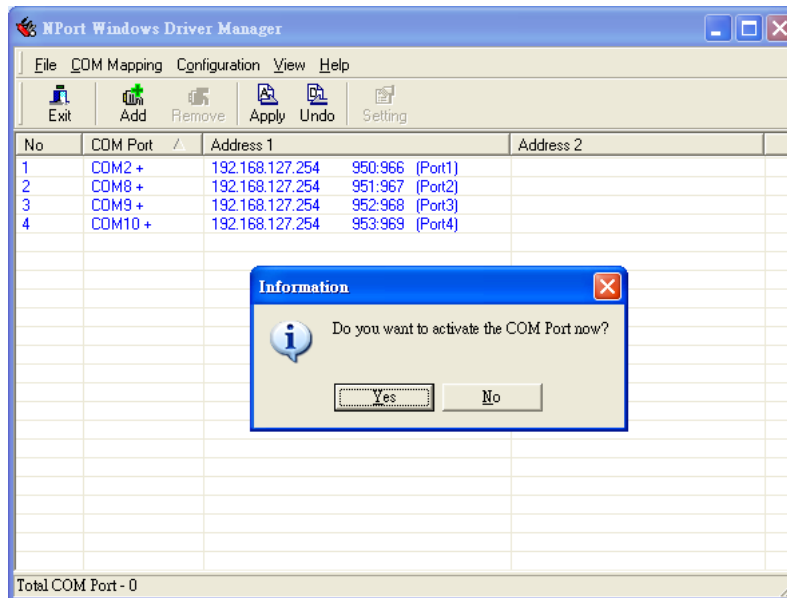 NPort Windows Driver Manager
File COM Mapping Configuration View Help
Exit Add Remove Apply Undo Setting
No COM Port Address 1 Address 2
1 COM2 + 192.168.127.254 950:966 (Port1)
2 COM8 + 192.168.127.254 951:967 (Port2)
3 COM9 + 192.168.127.254 952:968 (Port3)
4 COM10 + 192.168.127.254 953:969 (Port4)
Information
Do you want to activate the COM Port now?
Yes No
Total COM Port - 0